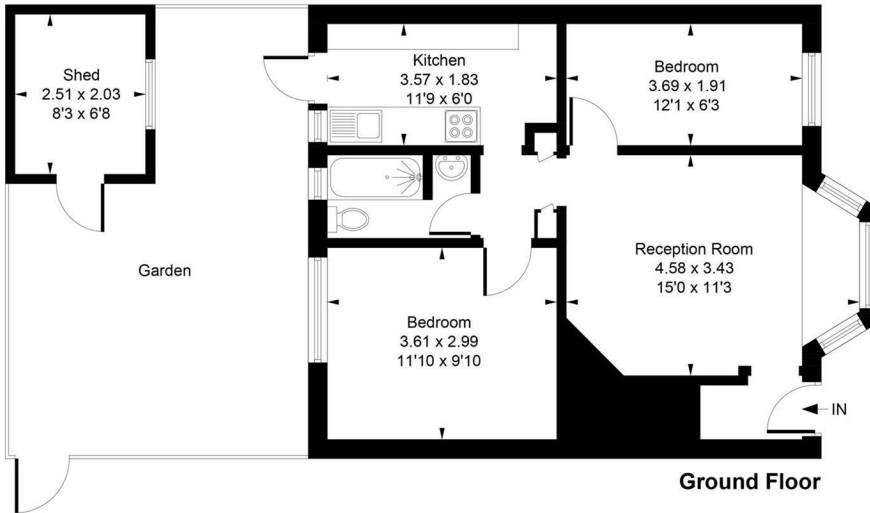 Shed
2.51 x 2.03
8'3 x 6'8
Kitchen
3.57 x 1.83
11'9 x 6'0
Bedroom
3.69 x 1.91
12'1 x 6'3
Garden
Reception Room
4.58 x 3.43
15'0 x 11'3
Bedroom
3.61 x 2.99
11'10 x 9'10
IN
Ground Floor